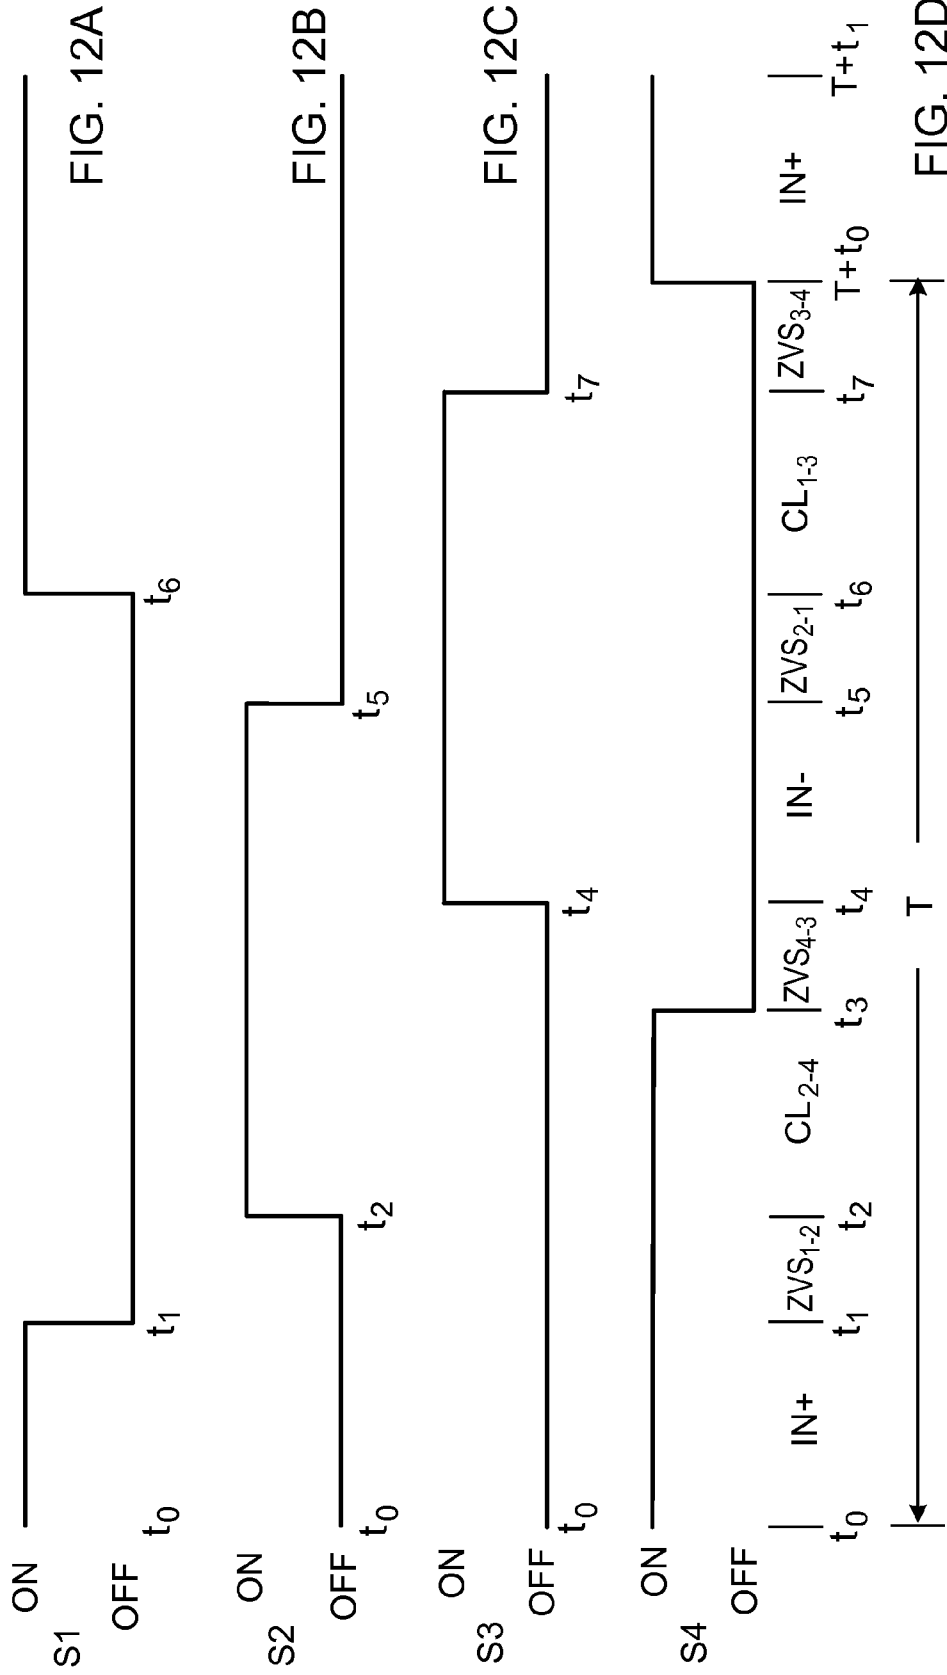 ON
S1
OFF
t0
t1
t6
FIG. 12A
ON
S2
OFF
t0
t2
t5
FIG. 12B
ON
S3
OFF
t0
t4
t7
FIG. 12C
ON
S4
OFF
IN+ ZVS1-2 CL2-4 ZVS4-3 IN- ZVS2-1 CL1-3 ZVS3-4 IN+
t0 t1 t2 t3 t4 t5 t6 t7 T+t0 T+t1
T
FIG. 12D